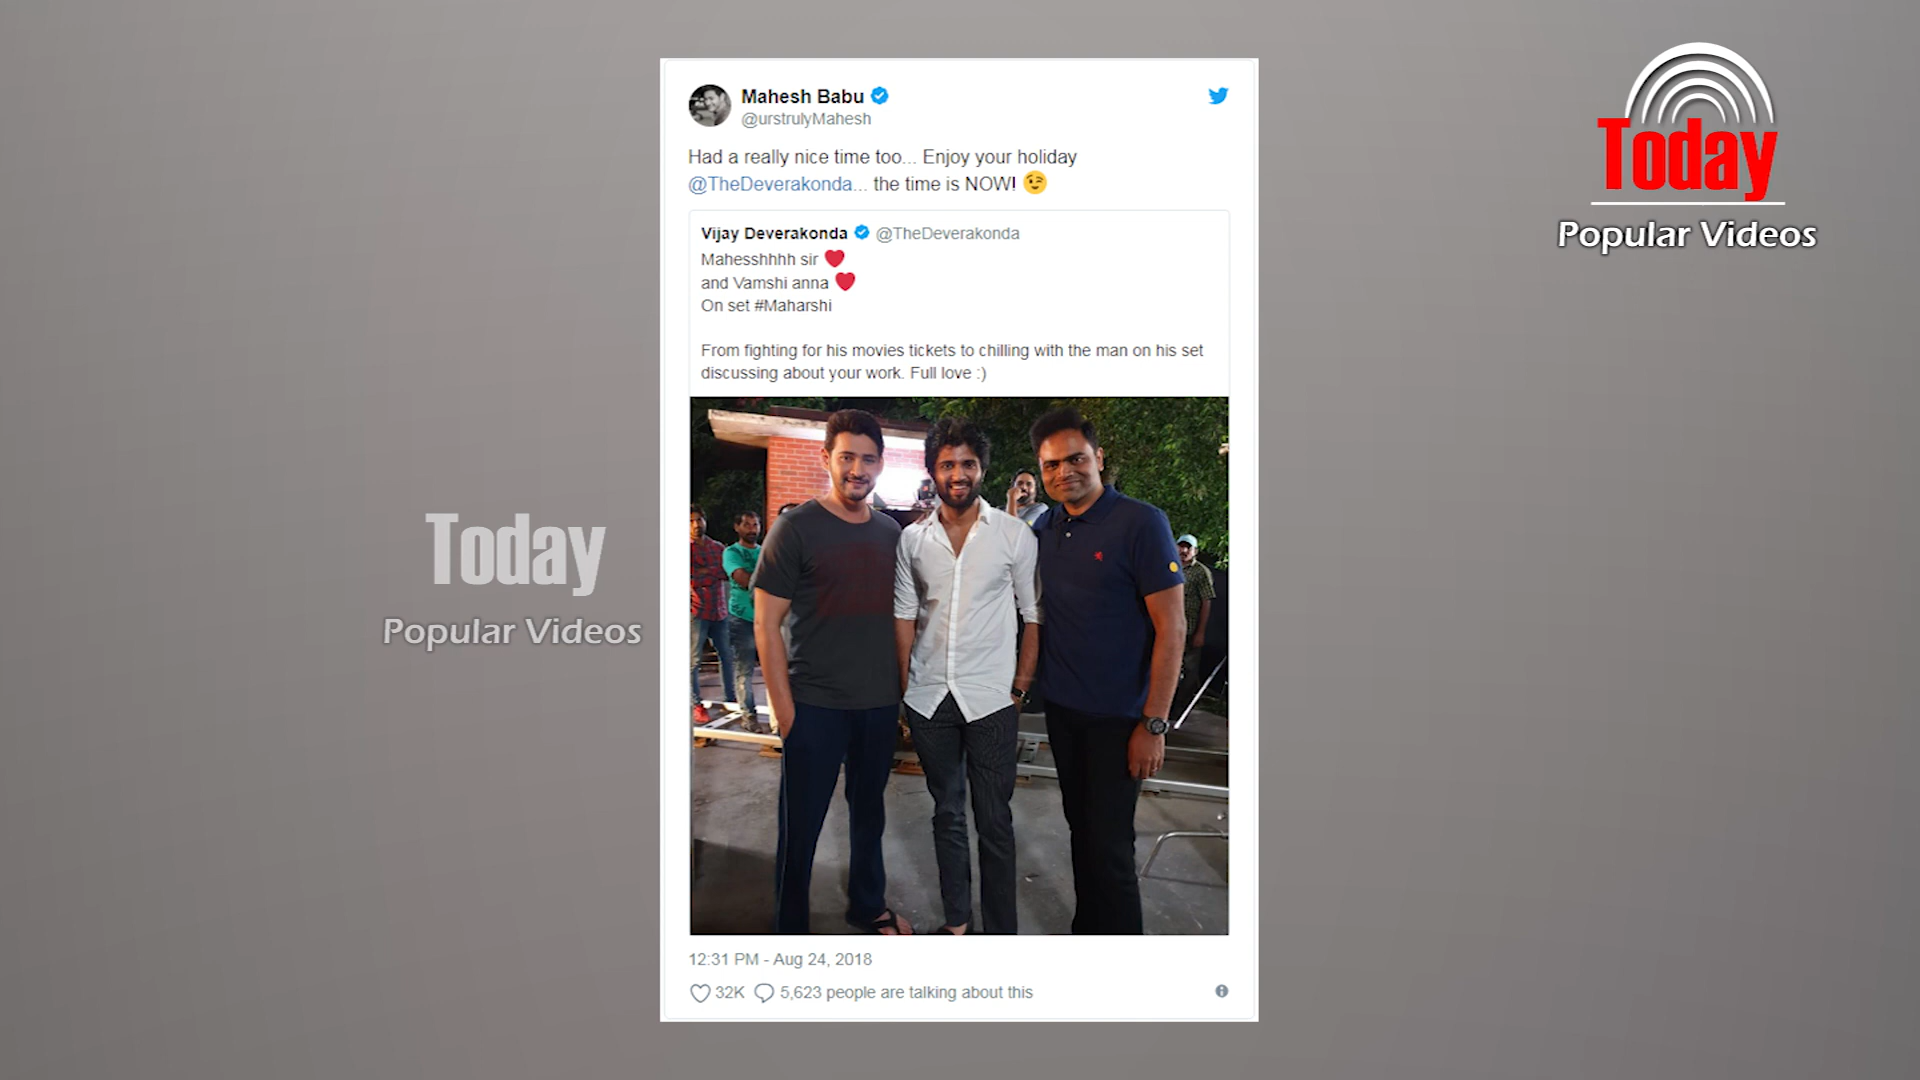 Mahesh Babu
@urstrulyMahesh
Had a really nice time too... Enjoy your holiday
@TheDeverakonda... the time is NOW! 😉
Vijay Deverakonda @TheDeverakonda
Mahesshhhh sir ❤
and Vamshi anna ❤
On set #Maharshi
From fighting for his movies tickets to chilling with the man on his set
discussing about your work. Full love :)
12:31 PM - Aug 24, 2018
32K 5,623 people are talking about this
Today
Popular Videos
Today
Popular Videos